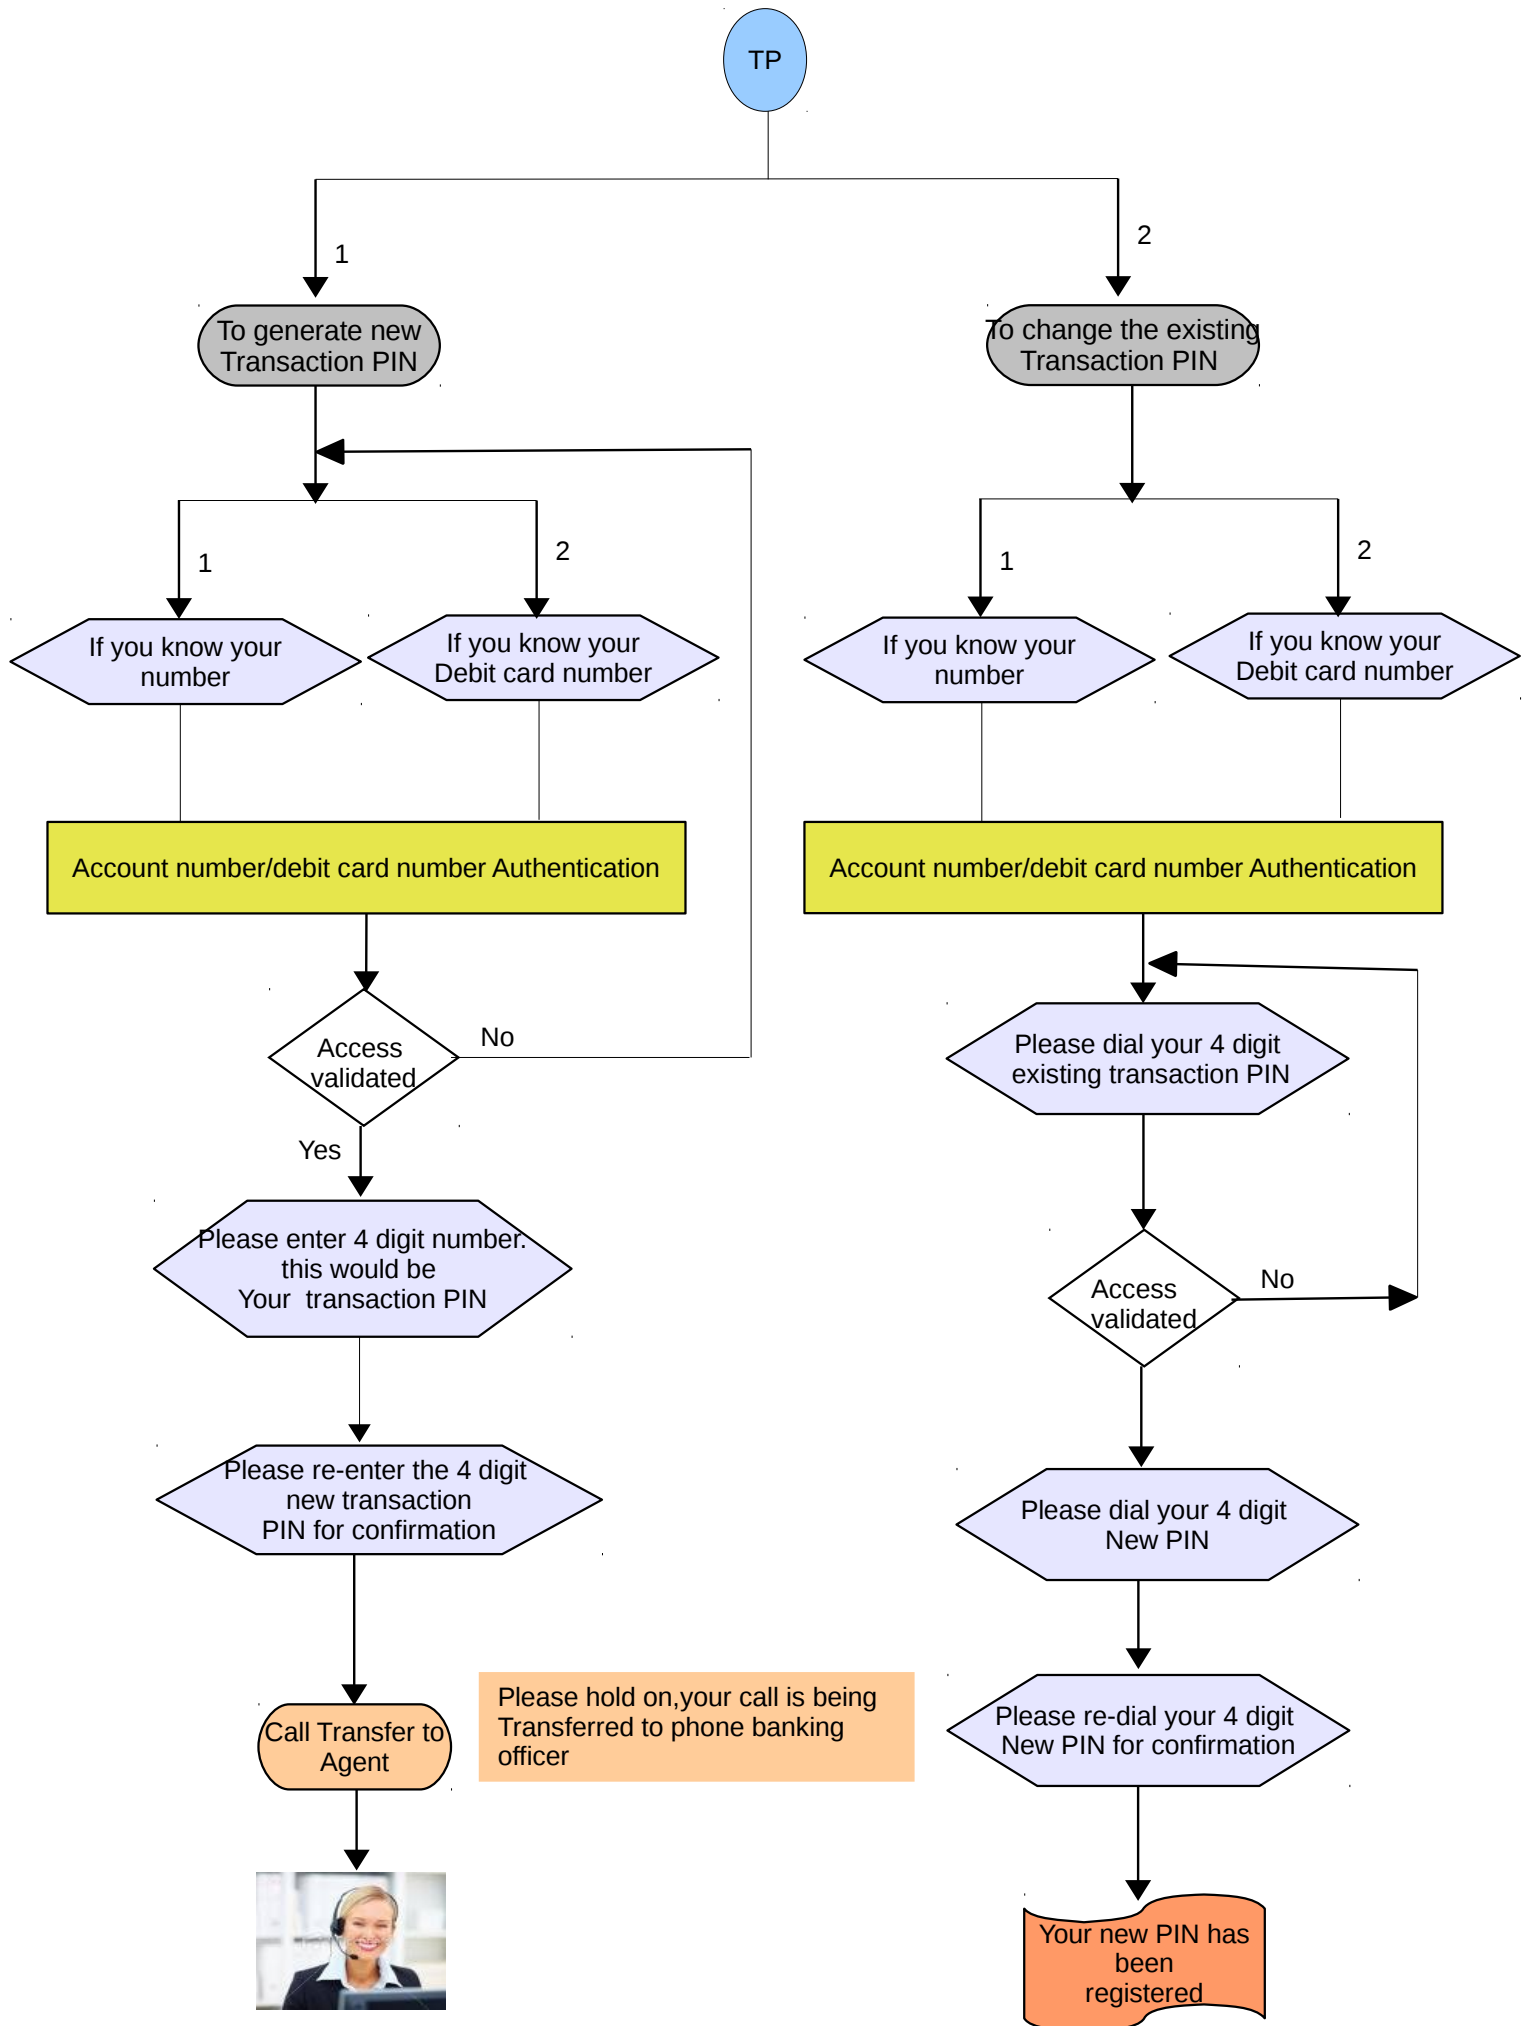 TP
1
2
To generate new
Transaction PIN
To change the existing
Transaction PIN
1
2
1
2
If you know your
number
If you know your
Debit card number
If you know your
number
If you know your
Debit card number
Account number/debit card number Authentication
Account number/debit card number Authentication
Access
validated
No
Yes
Please dial your 4 digit
existing transaction PIN
Please enter 4 digit number.
this would be
Your  transaction PIN
Access
validated
No
Please re-enter the 4 digit
new transaction
PIN for confirmation
Please dial your 4 digit
New PIN
Call Transfer to
Agent
Please hold on,your call is being
Transferred to phone banking
officer
Please re-dial your 4 digit
New PIN for confirmation
Your new PIN has
been
registered